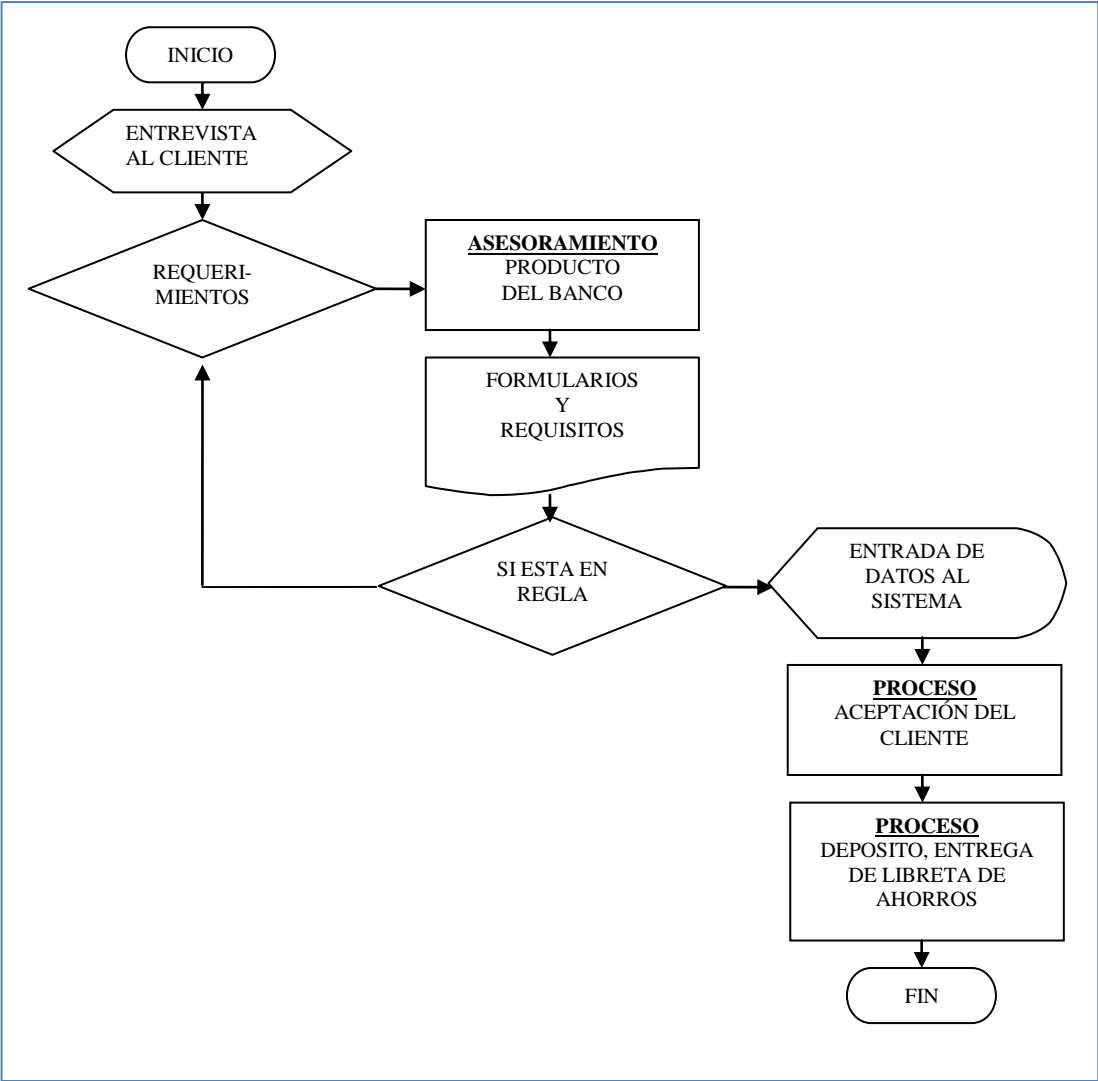 INICIO
ENTREVISTA
AL CLIENTE
REQUERI-
MIENTOS
ASESORAMIENTO
PRODUCTO
DEL BANCO
FORMULARIOS
Y
REQUISITOS
SI ESTA EN
REGLA
ENTRADA DE
DATOS AL
SISTEMA
PROCESO
ACEPTACIÓN DEL
CLIENTE
PROCESO
DEPOSITO, ENTREGA
DE LIBRETA DE
AHORROS
FIN